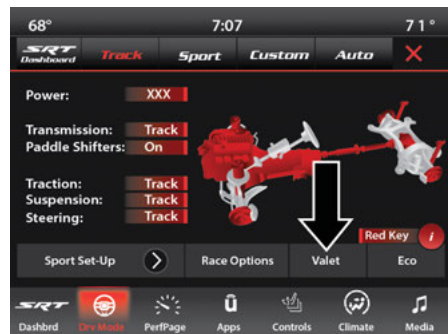 68° 7:07 71°
SRT Dashboard Track Sport Custom Auto X
Power: XXX
Transmission: Track
Paddle Shifters: On
Traction: Track
Suspension: Track
Steering: Track
Red Key i
Sport Set-Up Race Options Valet Eco
SRT
Dashbrd Drv Mode PerfPage Apps Controls Climate Media